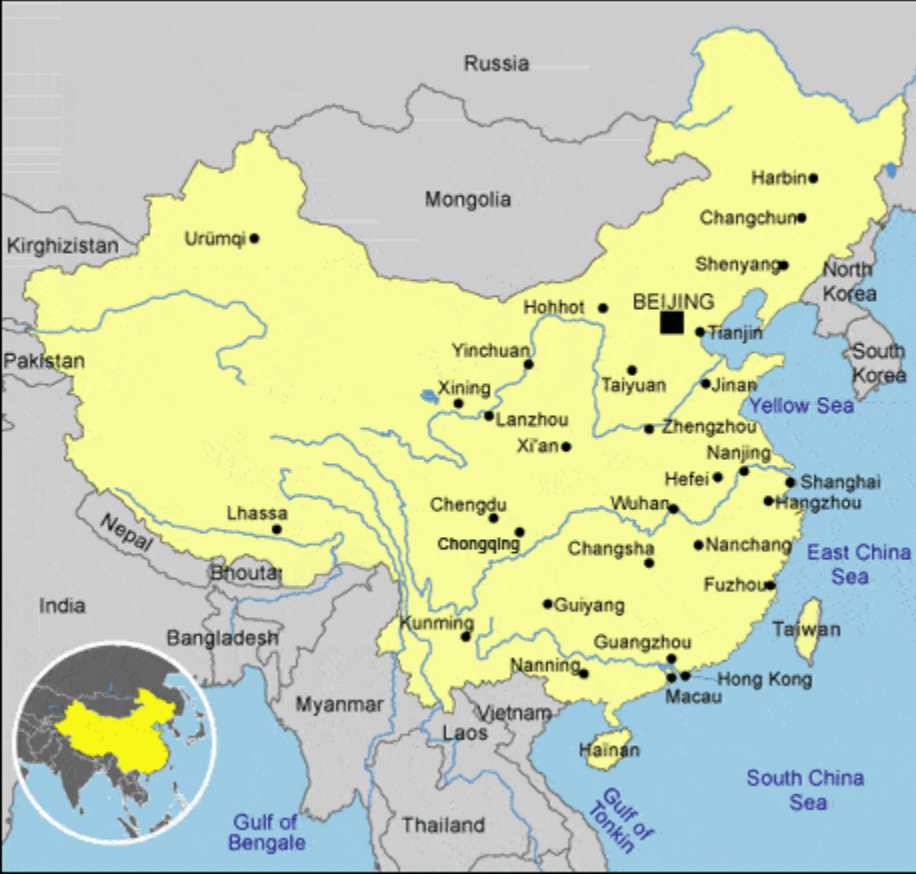 Russia
Harbin
Mongolia
Changchun
Urümqi
Kirghizistan
Shenyang
North
Korea
Hohhot
BEIJING
Tianjin
Yinchuan
Pakistan
South
Korea
Xining
Taiyuan
Jinan
Yellow Sea
Lanzhou
Zhengzhou
Xi'an
Nanjing
Hefei
Shanghai
Chengdu
Wuhan
Hangzhou
Lhassa
Nepal
Chongqing
Changsha
Nanchang
East China
Sea
Bhoutan
Fuzhou
India
Guiyang
Kunming
Taiwan
Bangladesh
Guangzhou
Nanning
Hong Kong
Macau
Myanmar
Vietnam
Laos
Haïnan
South China
Sea
Gulf of
Tonkin
Gulf of
Bengale
Thailand